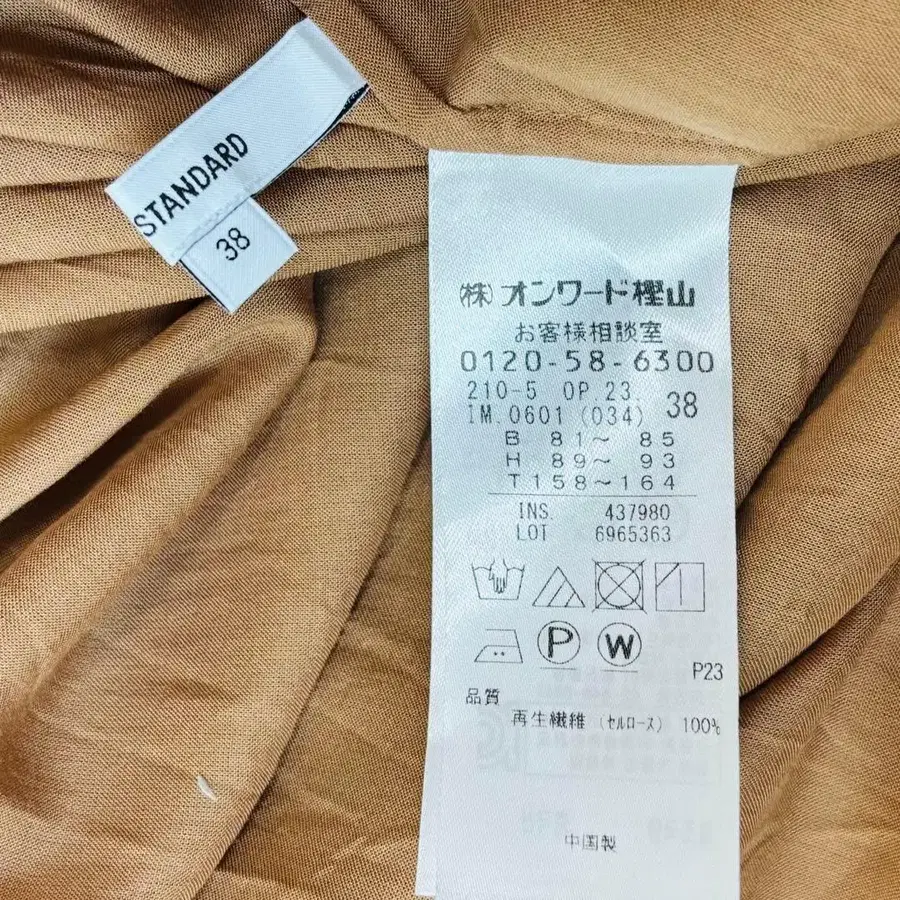 STANDARD
38
㈱オンワード樫山
お客様相談室
0120-58-6300
210-5 OP.23.
IM.0601 (034) 38
B 81～ 85
H 89～ 93
T158～164
INS. 437980
LOT 6965363
P W
P23
品質
再生繊維 (セルロース) 100%
中国製